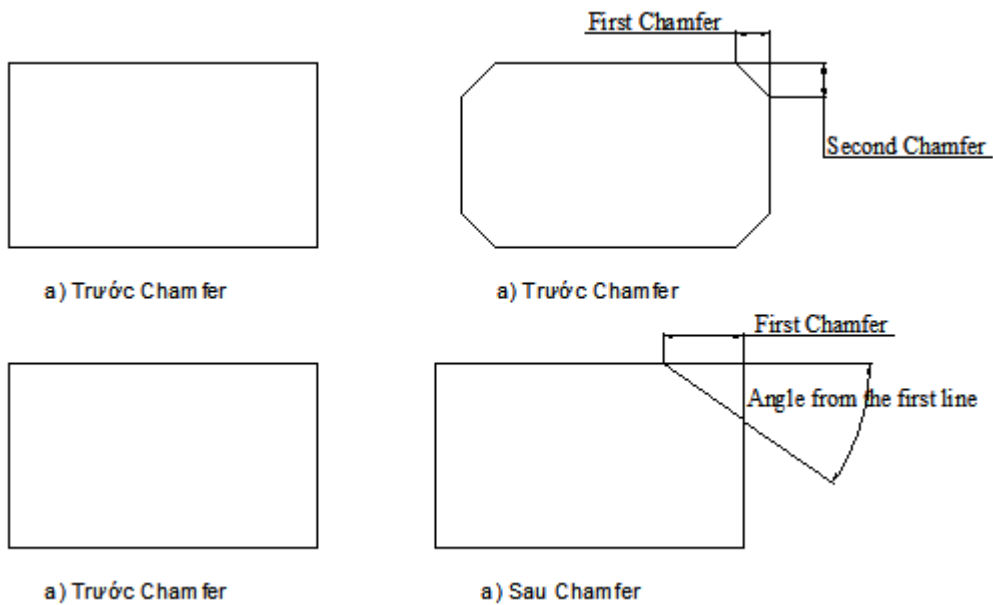 First Chamfer
Second Chamfer
a) Trước Chamfer
a) Trước Chamfer
First Chamfer
Angle from the first line
a) Trước Chamfer
a) Sau Chamfer